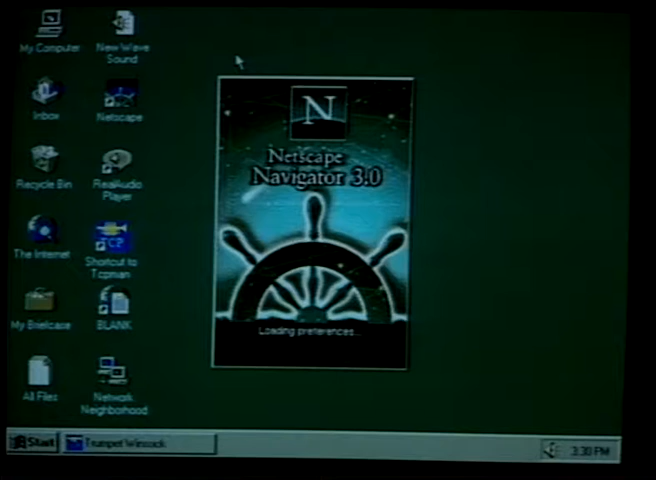 My Computer
New Wave
Sound
Inbox
Netscape
Recycle Bin
RealAudio
Player
The Internet
TCP
Shortcut to
Tcpman
My Briefcase
BLANK
All Files
Network
Neighborhood
N
Netscape
Navigator 3.0
Loading preferences...
Start
Trumpet Winsock
3:30 PM